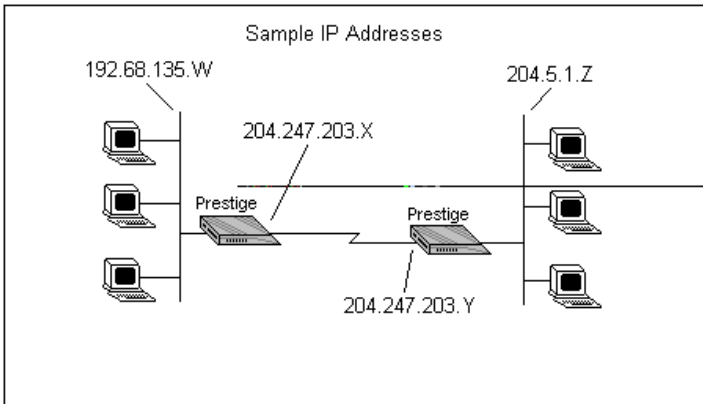 Sample IP Addresses
192.68.135.W
204.5.1.Z
204.247.203.X
Prestige
Prestige
204.247.203.Y